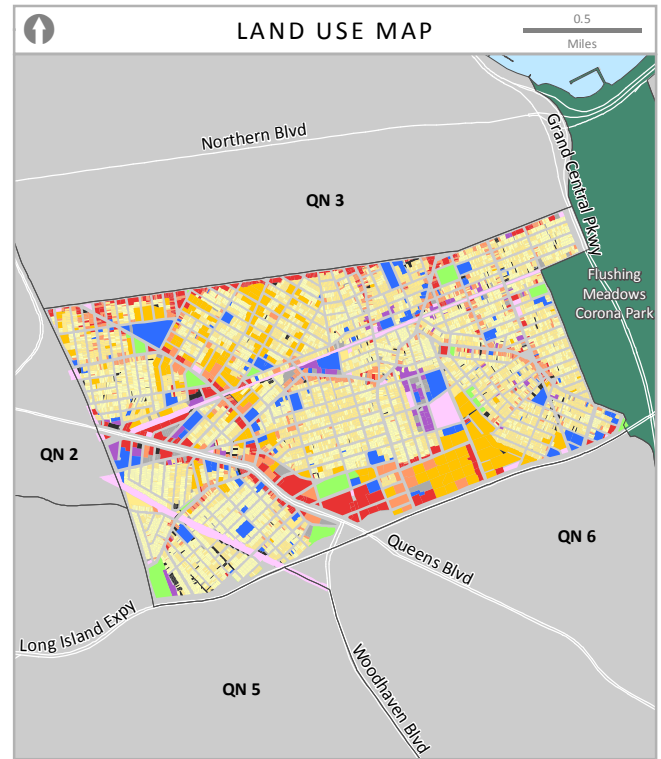 LAND USE MAP
0.5
Miles
Northern Blvd
Grand Central Pkwy
QN 3
Flushing
Meadows
Corona Park
QN 2
QN 6
Queens Blvd
Long Island Expy
Woodhaven Blvd
QN 5